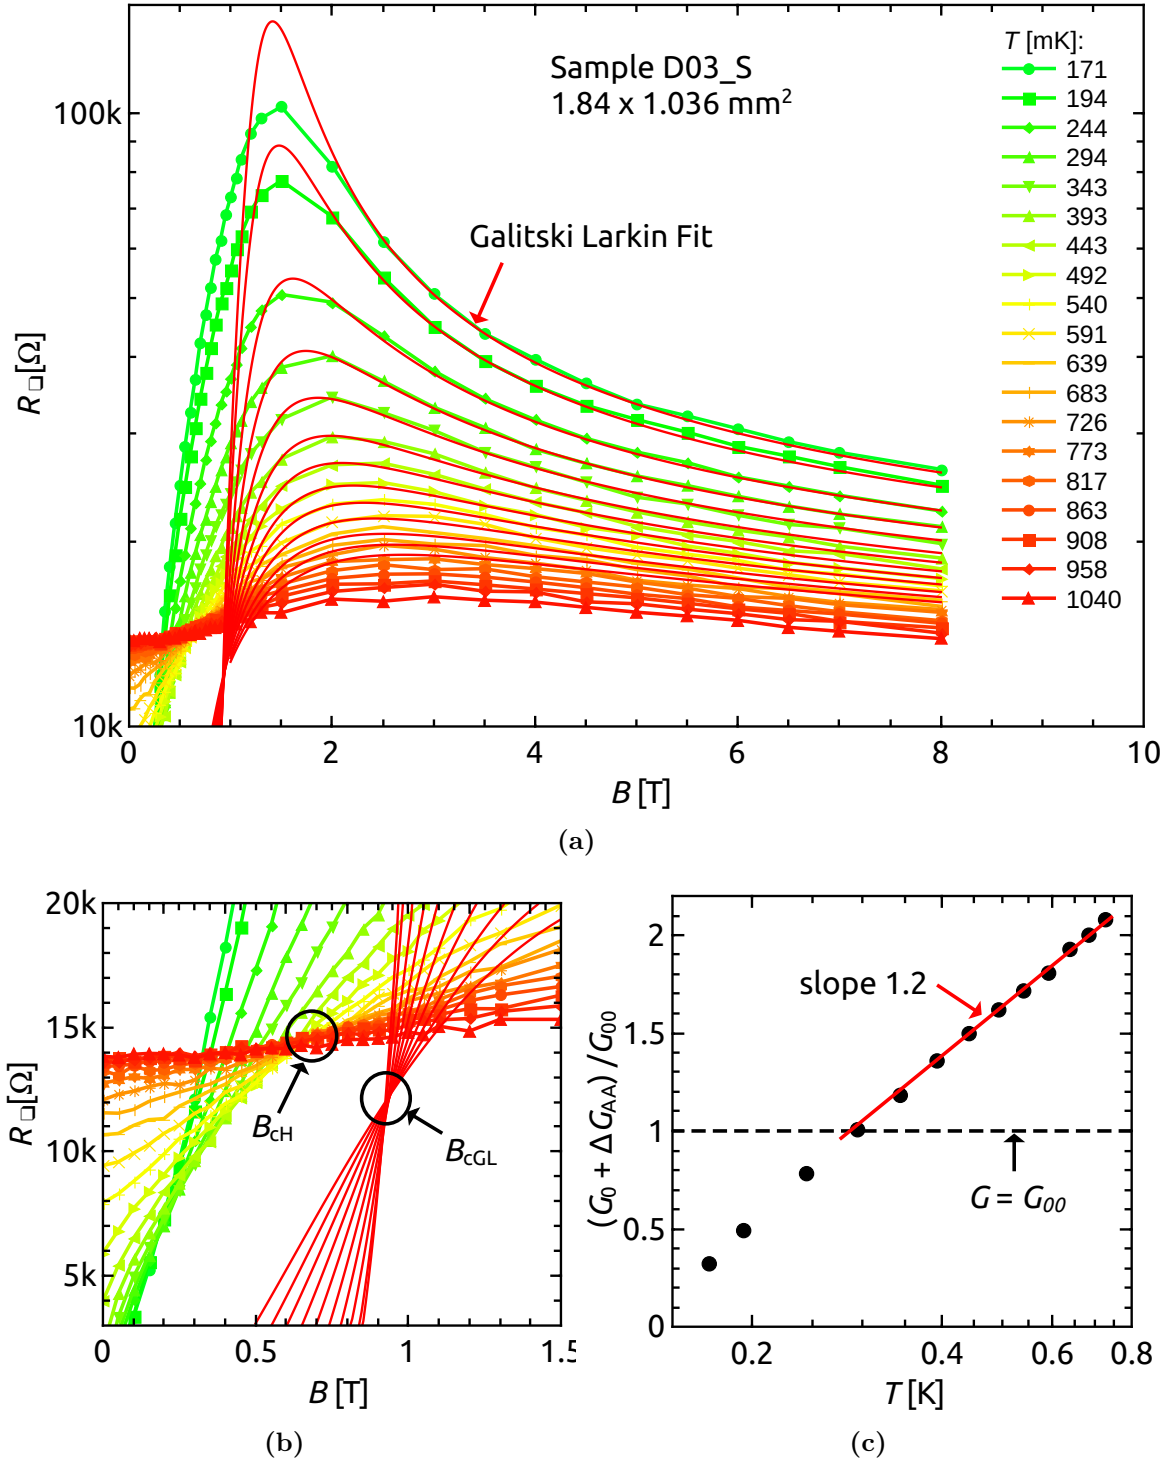 Sample D03_S
1.84 x 1.036 mm²
T [mK]:
171
194
244
294
343
393
443
492
540
591
639
683
726
773
817
863
908
958
1040
Galitski Larkin Fit
100k
10k
R□[Ω]
0
2
4
6
8
10
B [T]
(a)
20k
15k
10k
5k
R□[Ω]
BcH
BcGL
0
0.5
1
1.5
B [T]
(b)
2
1.5
1
0.5
0
(G0 + ΔGAA) / G00
slope 1.2
G = G00
0.2
0.4
0.6
0.8
T [K]
(c)